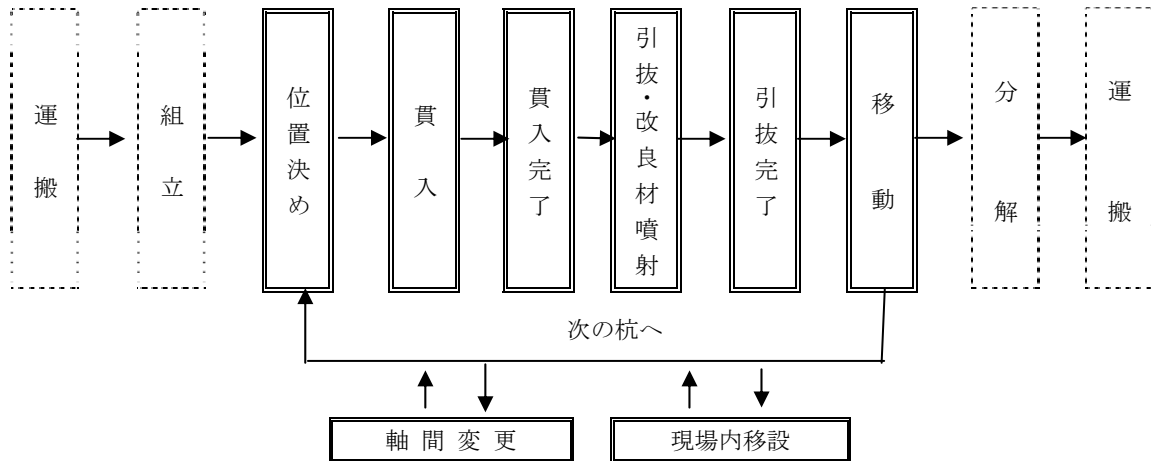 運搬
組立
位置決め
貫入
貫入完了
引抜・改良材噴射
引抜完了
移動
分解
運搬
次の杭へ
軸間変更
現場内移設